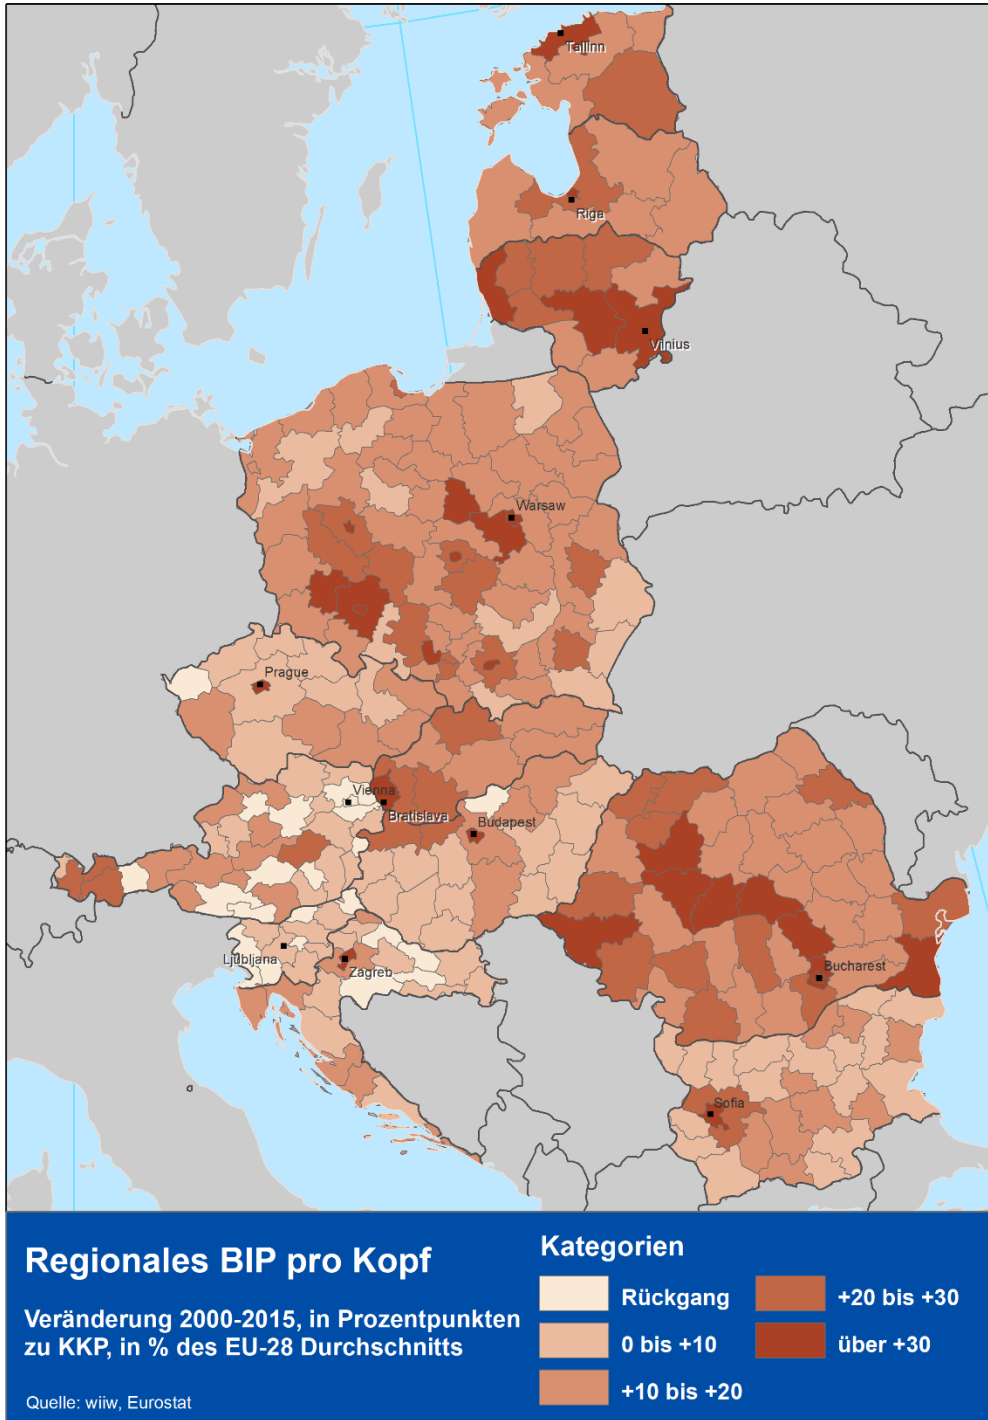 Tallinn
Riga
Vilnius
Warsaw
Prague
Vienna
Bratislava
Budapest
Ljubljana
Zagreb
Bucharest
Sofia
Regionales BIP pro Kopf
Veränderung 2000-2015, in Prozentpunkten
zu KKP, in % des EU-28 Durchschnitts
Quelle: wiiw, Eurostat
Kategorien
Rückgang
0 bis +10
+10 bis +20
+20 bis +30
über +30